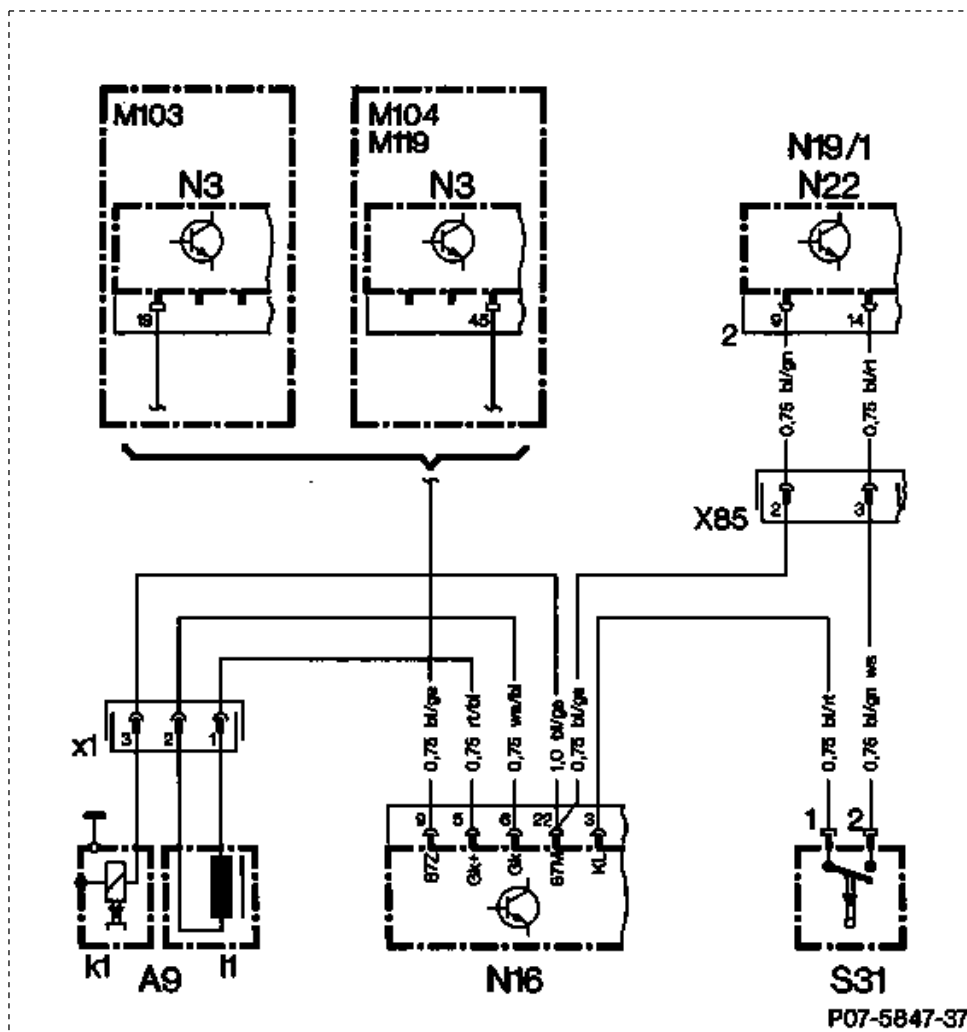 M103
N3
19
M104
M119
N3
45
N19/1
N22
9 14
2
0,75 bl/gn
0,75 bl/rt
X85
2 3
x1
3 2 1
0,75 bl/ge
0,75 rt/bl
0,75 ws/bl
1,0 bl/ge
0,75 bl/ge
0,75 bl/rt
0,75 bl/gn ws
9 5 6 22 3
87Z
Gk+
Gk
87M
KL
1 2
k1
A9
l1
N16
S31
P07-5847-37